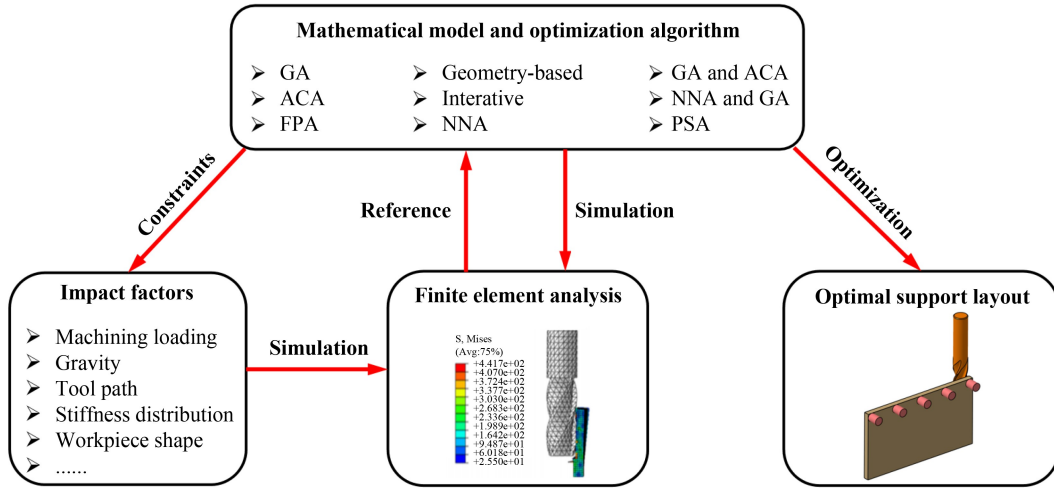 Mathematical model and optimization algorithm
➢ GA
➢ ACA
➢ FPA
➢ Geometry-based
➢ Interative
➢ NNA
➢ GA and ACA
➢ NNA and GA
➢ PSA
Constraints
Reference
Simulation
Optimization
Impact factors
➢ Machining loading
➢ Gravity
➢ Tool path
➢ Stiffness distribution
➢ Workpiece shape
➢ ......
Simulation
Finite element analysis
S, Mises
(Avg:75%)
+4.417e+02
+4.070e+02
+3.724e+02
+3.377e+02
+3.030e+02
+2.683e+02
+2.336e+02
+1.989e+02
+1.642e+02
+9.487e+01
+6.018e+01
+2.550e+01
Optimal support layout